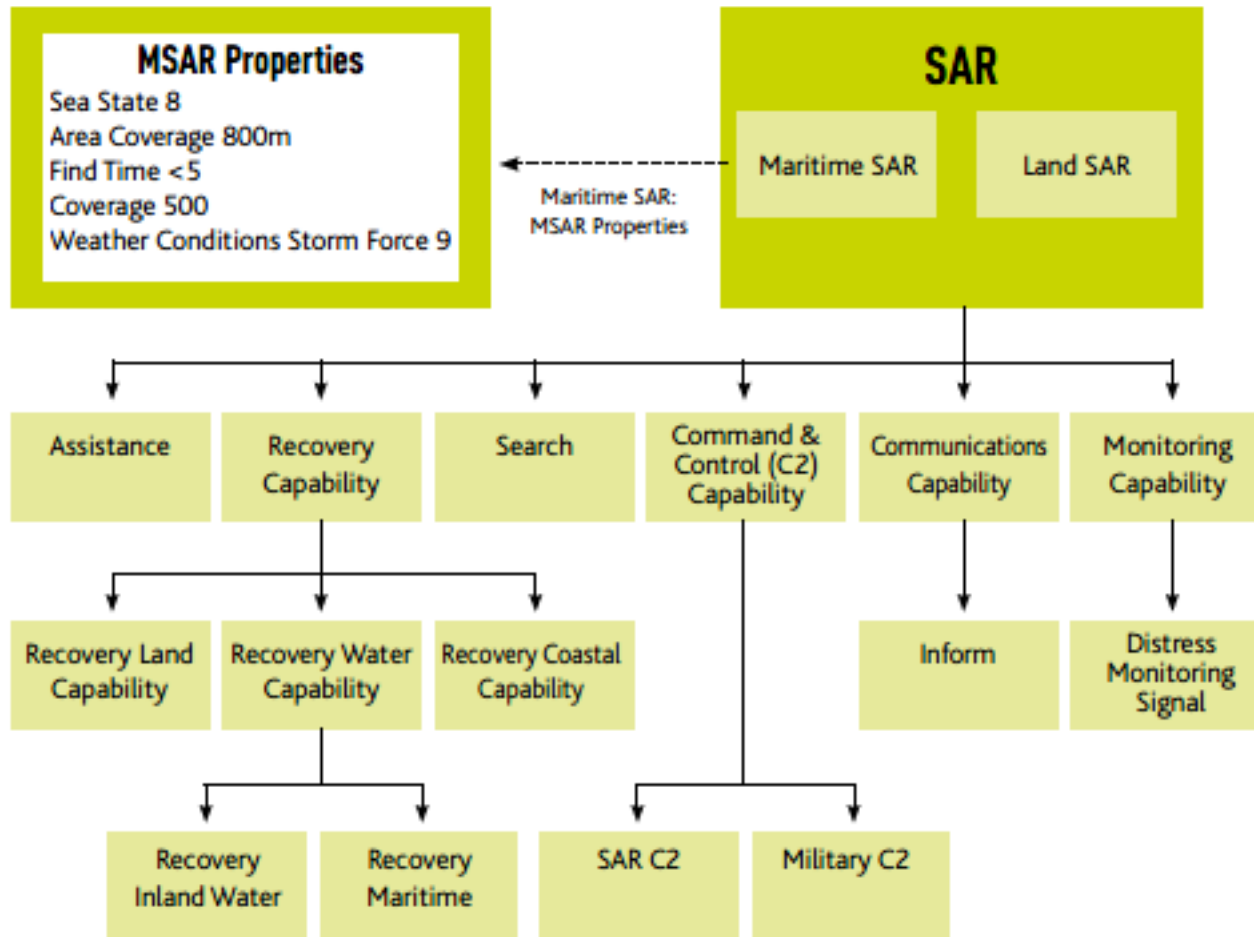 MSAR Properties
Sea State 8
Area Coverage 800m
Find Time <5
Coverage 500
Weather Conditions Storm Force 9
SAR
Maritime SAR
Land SAR
Maritime SAR:
MSAR Properties
Assistance
Recovery
Capability
Search
Command &
Control (C2)
Capability
Communications
Capability
Monitoring
Capability
Recovery Land
Capability
Recovery Water
Capability
Recovery Coastal
Capability
Inform
Distress
Monitoring
Signal
Recovery
Inland Water
Recovery
Maritime
SAR C2
Military C2